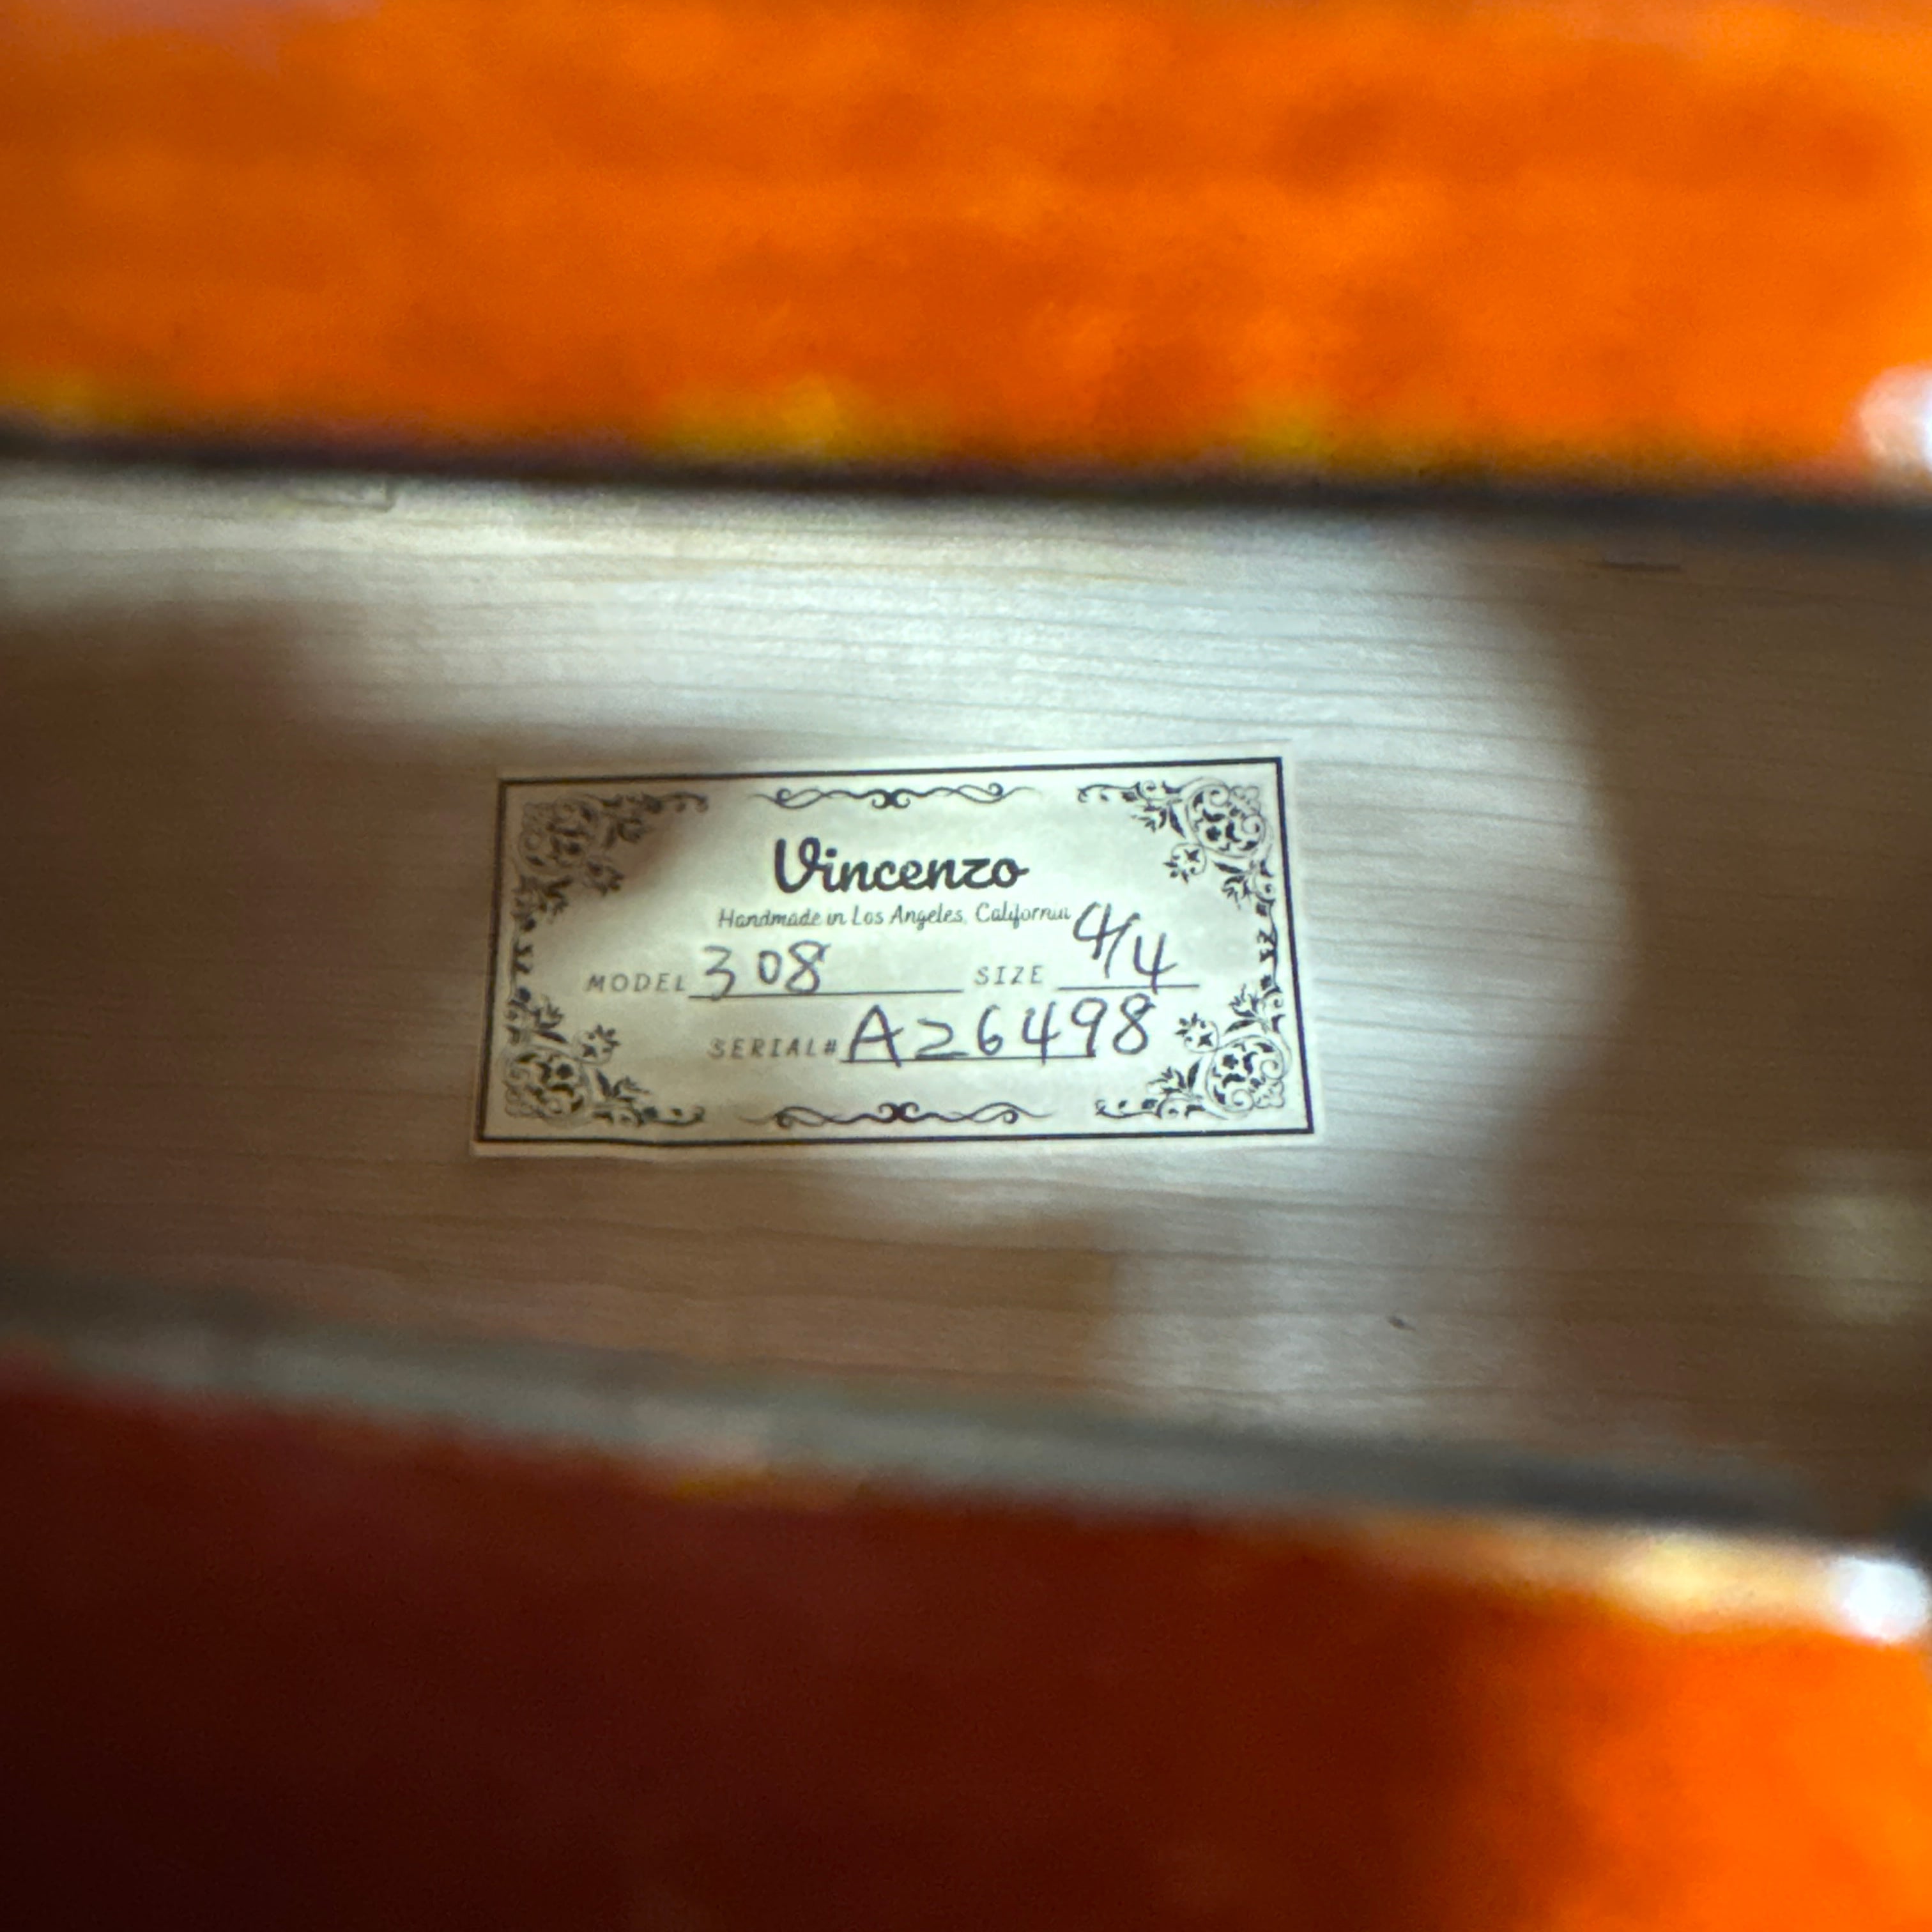 Vincenzo
Handmade in Los Angeles, California
MODEL 308 SIZE 4/4
SERIAL# A26498